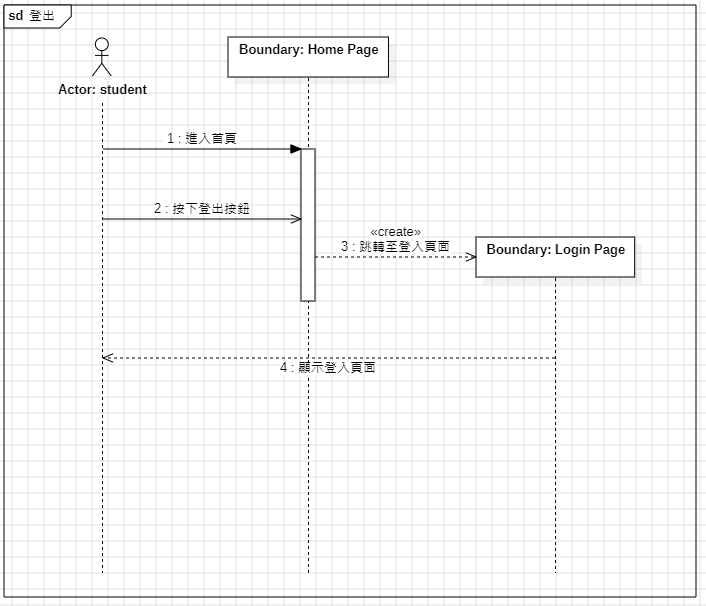 sd 登出
Boundary: Home Page
Actor: student
1 : 進入首頁
2 : 按下登出按鈕
«create»
3 : 跳轉至登入頁面
Boundary: Login Page
4 : 顯示登入頁面